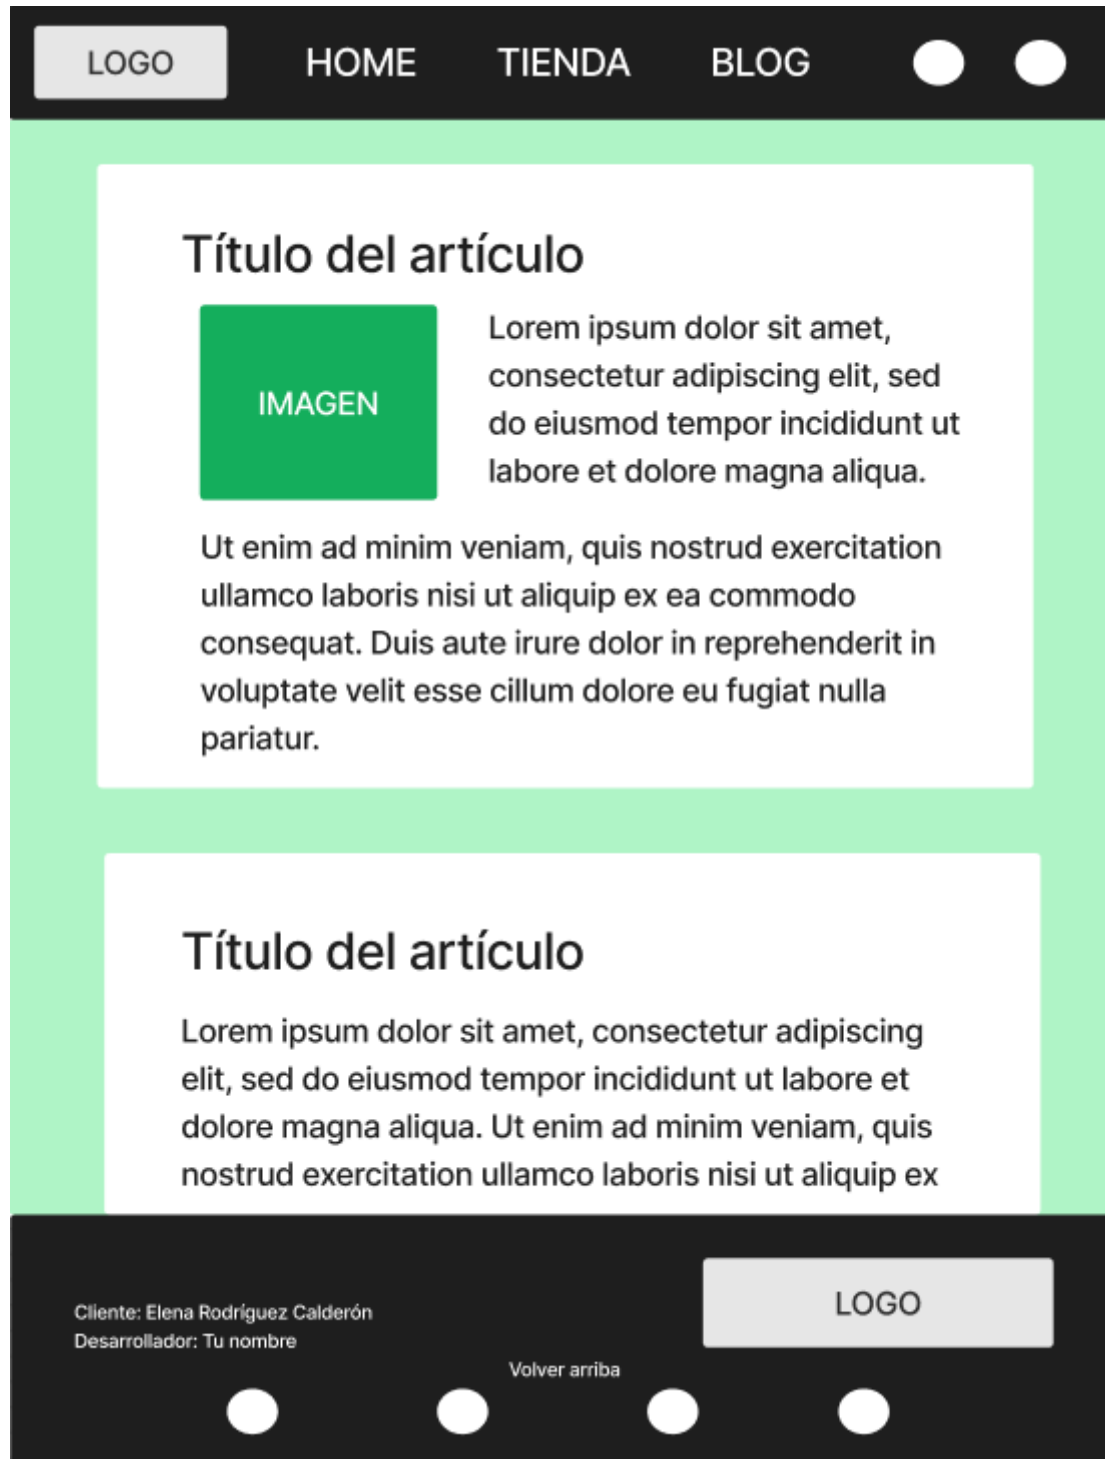 LOGO
HOME
TIENDA
BLOG
Título del artículo
IMAGEN
Lorem ipsum dolor sit amet,
consectetur adipiscing elit, sed
do eiusmod tempor incididunt ut
labore et dolore magna aliqua.
Ut enim ad minim veniam, quis nostrud exercitation
ullamco laboris nisi ut aliquip ex ea commodo
consequat. Duis aute irure dolor in reprehenderit in
voluptate velit esse cillum dolore eu fugiat nulla
pariatur.
Título del artículo
Lorem ipsum dolor sit amet, consectetur adipiscing
elit, sed do eiusmod tempor incididunt ut labore et
dolore magna aliqua. Ut enim ad minim veniam, quis
nostrud exercitation ullamco laboris nisi ut aliquip ex
Cliente: Elena Rodríguez Calderón
Desarrollador: Tu nombre
LOGO
Volver arriba